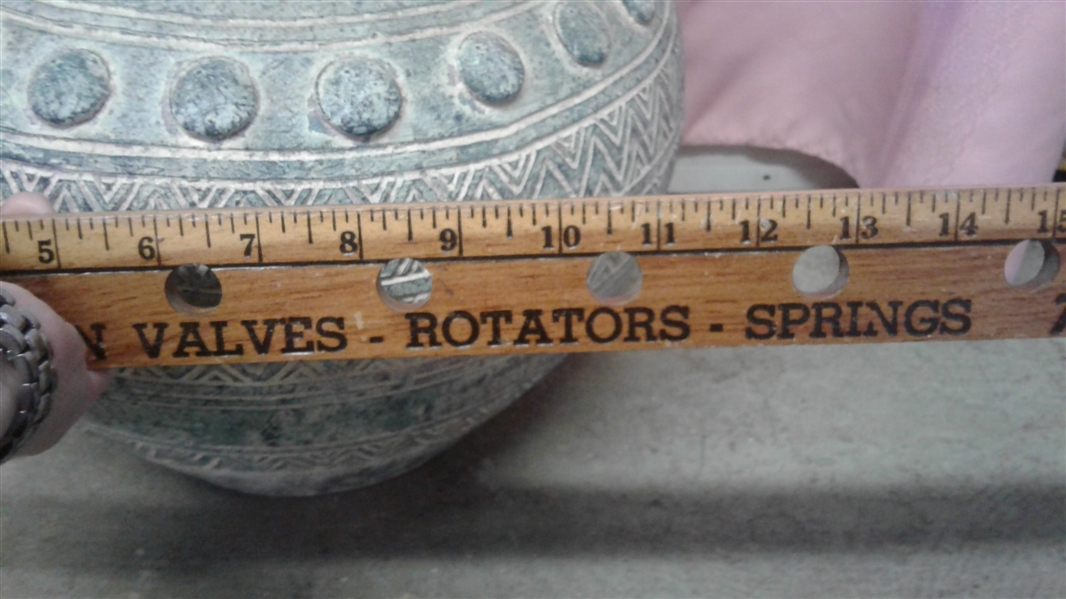 5 6 7 8 9 10 11 12 13 14 15
VALVES - ROTATORS - SPRINGS